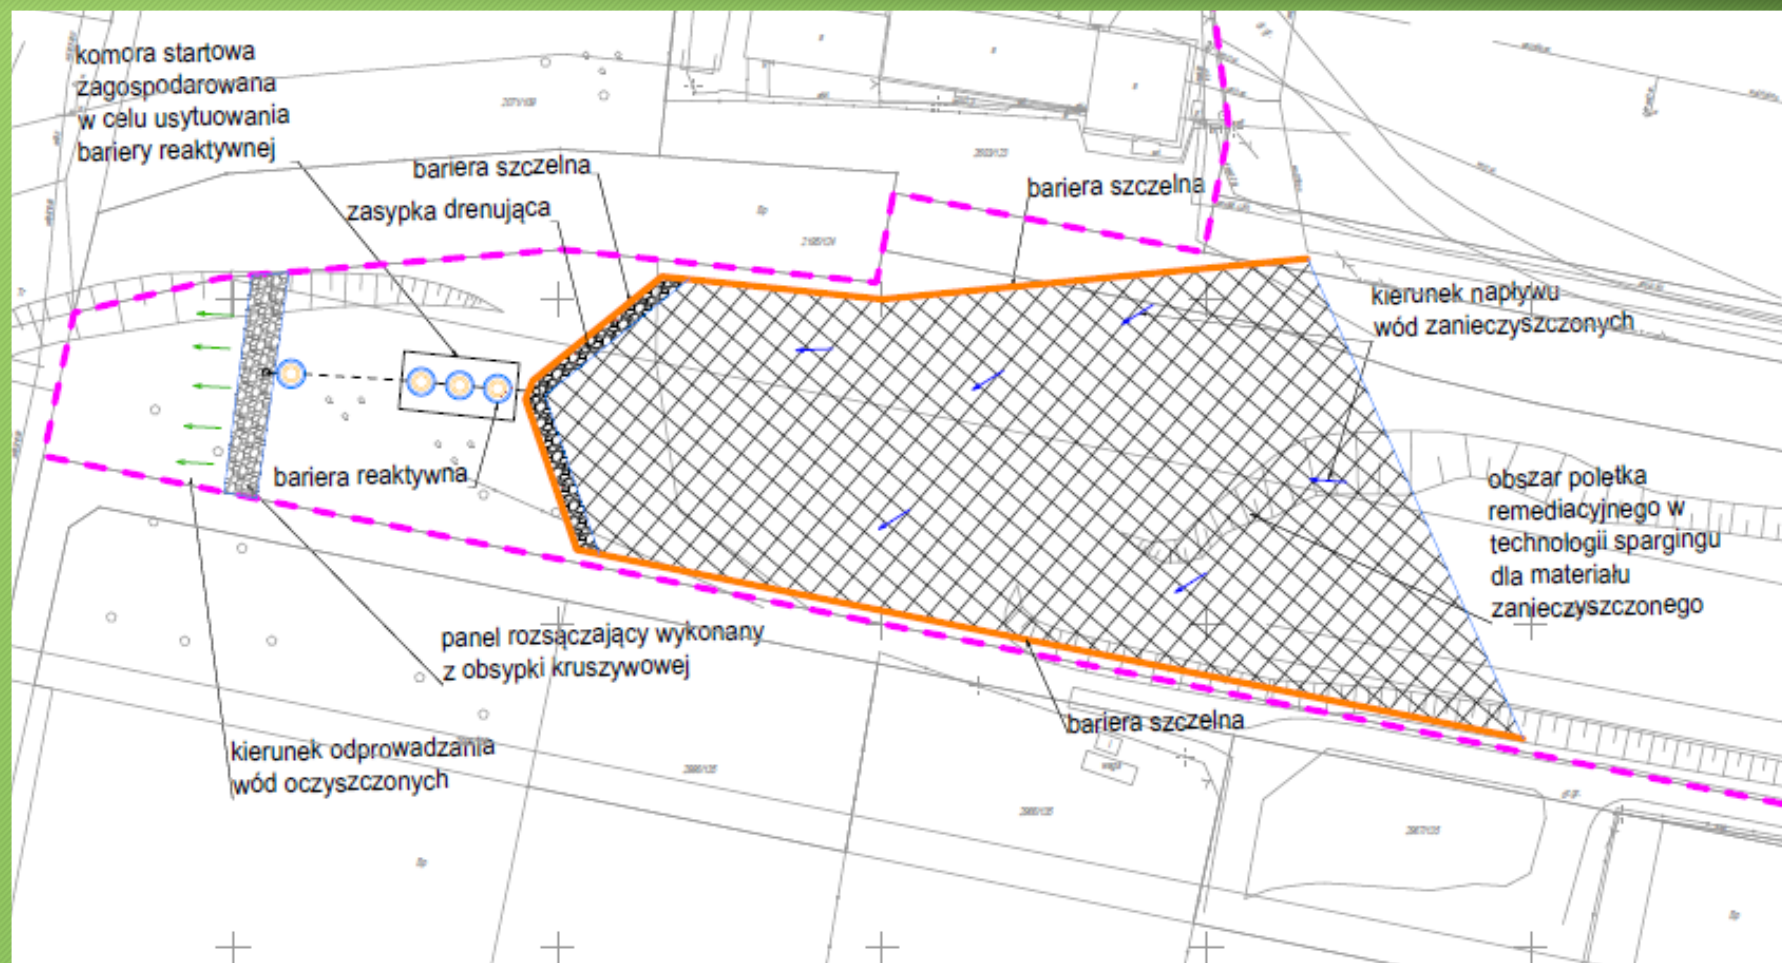 komora startowa
zagospodarowana
w celu usytuowania
bariery reaktywnej
bariera szczelna
zasypka drenująca
bariera szczelna
kierunek napływu
wód zanieczyszczonych
bariera reaktywna
obszar poletka
remediacyjnego w
technologii spargingu
dla materiału
zanieczyszczonego
panel rozsączający wykonany
z obsypki kruszywowej
bariera szczelna
kierunek odprowadzania
wód oczyszczonych